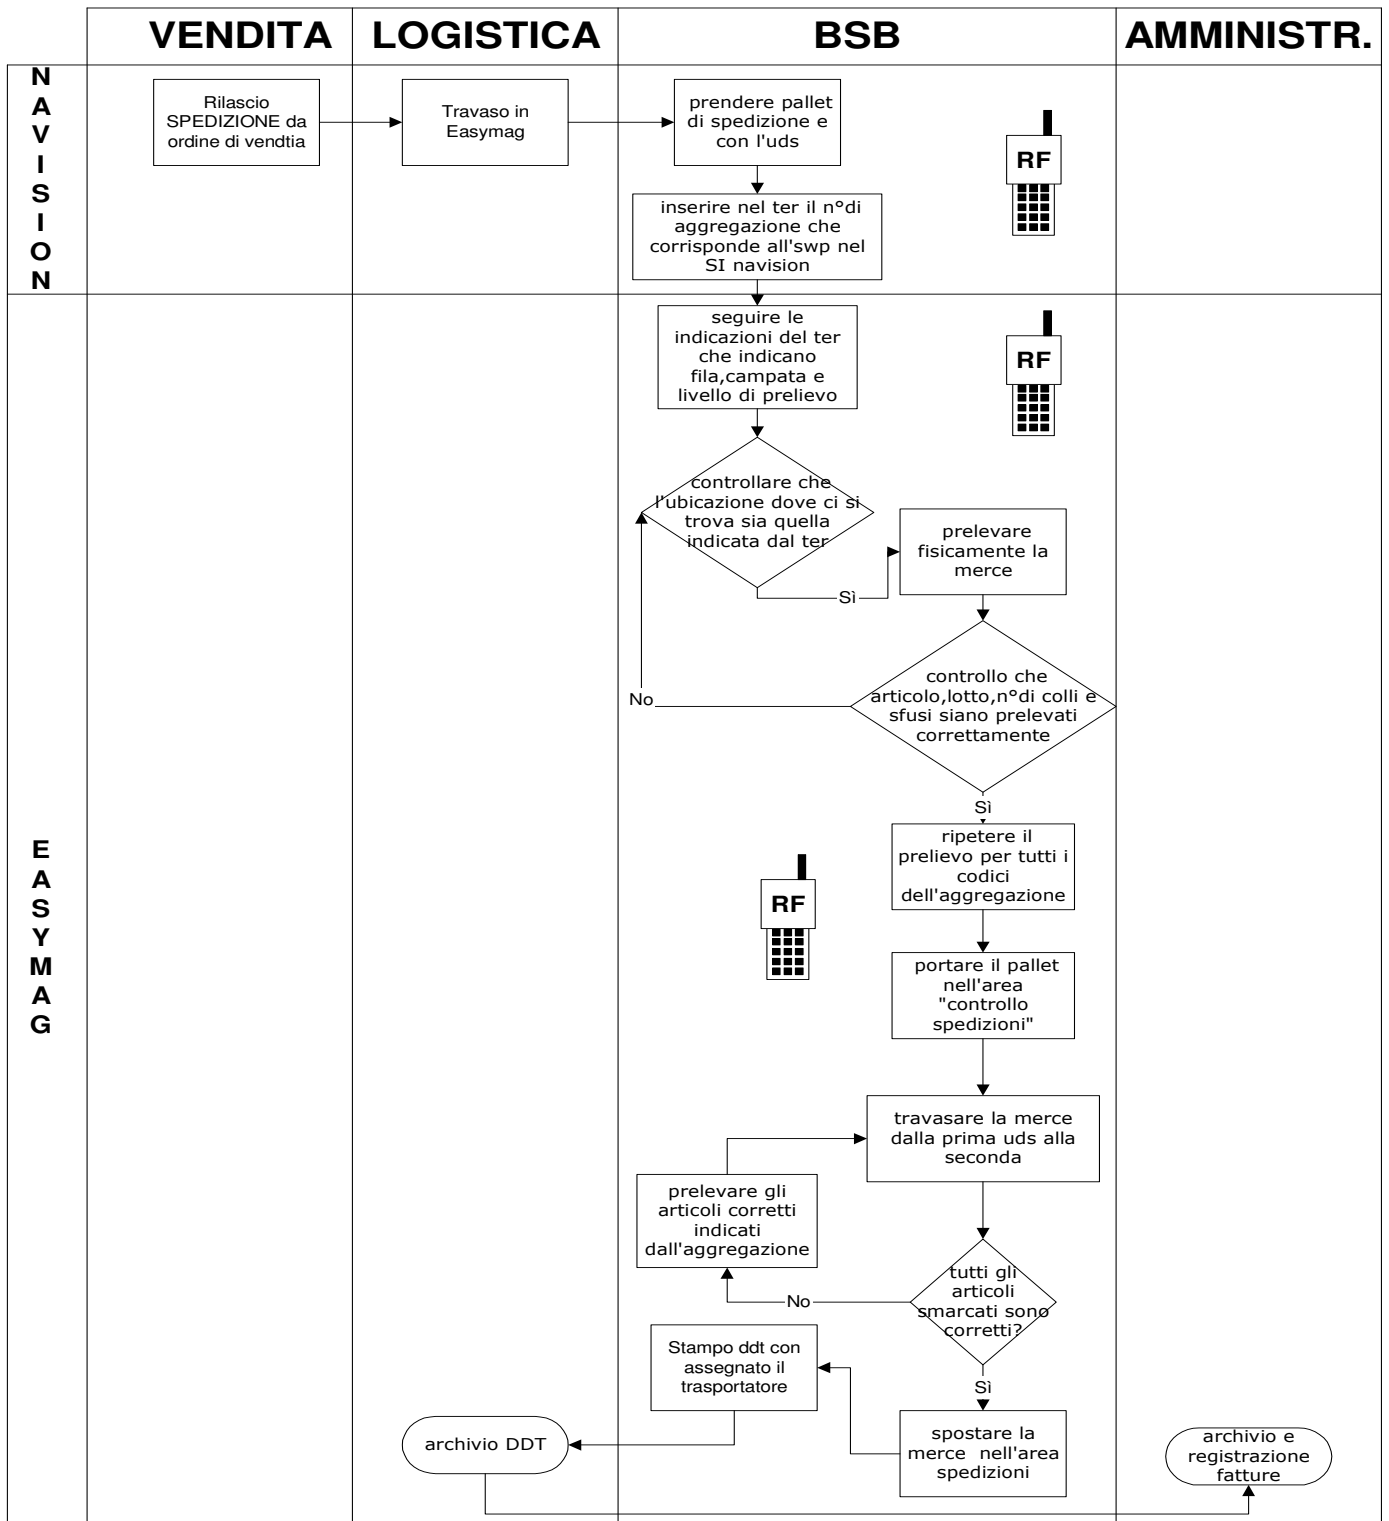 VENDITA
LOGISTICA
BSB
AMMINISTR.
N
A
V
I
S
I
O
N
Rilascio
SPEDIZIONE da
ordine di vendtia
Travaso in
Easymag
prendere pallet
di spedizione e
con l'uds
RF
inserire nel ter il n°di
aggregazione che
corrisponde all'swp nel
SI navision
E
A
S
Y
M
A
G
seguire le
indicazioni del ter
che indicano
fila,campata e
livello di prelievo
RF
controllare che
l'ubicazione dove ci si
trova sia quella
indicata dal ter
Sì
prelevare
fisicamente la
merce
controllo che
articolo,lotto,n°di colli e
sfusi siano prelevati
correttamente
No
Sì
ripetere il
prelievo per tutti i
codici
dell'aggregazione
RF
portare il pallet
nell'area
"controllo
spedizioni"
travasare la merce
dalla prima uds alla
seconda
prelevare gli
articoli corretti
indicati
dall'aggregazione
tutti gli
articoli
smarcati sono
corretti?
No
Sì
Stampo ddt con
assegnato il
trasportatore
spostare la
merce nell'area
spedizioni
archivio DDT
archivio e
registrazione
fatture